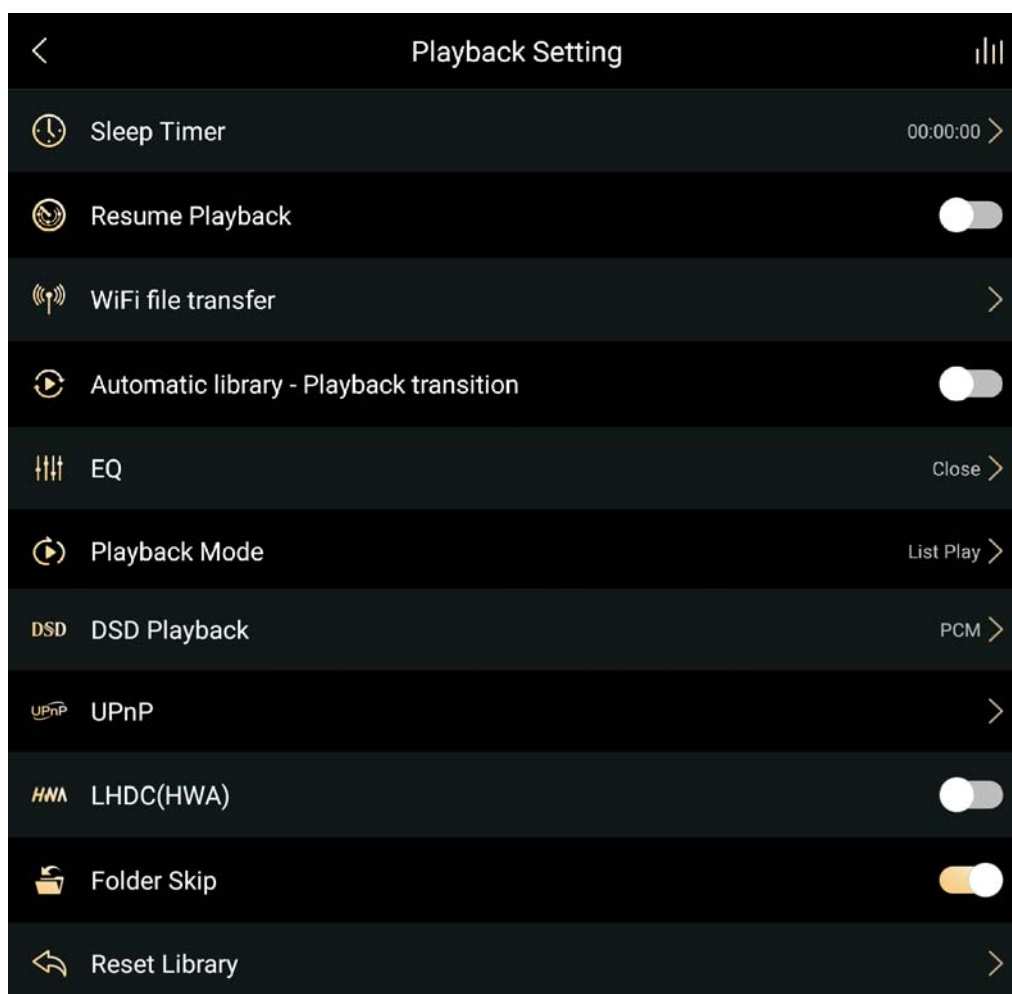 Playback Setting
Sleep Timer 00:00:00
Resume Playback
WiFi file transfer
Automatic library - Playback transition
EQ Close
Playback Mode List Play
DSD DSD Playback PCM
UPnP UPnP
HWA LHDC(HWA)
Folder Skip
Reset Library